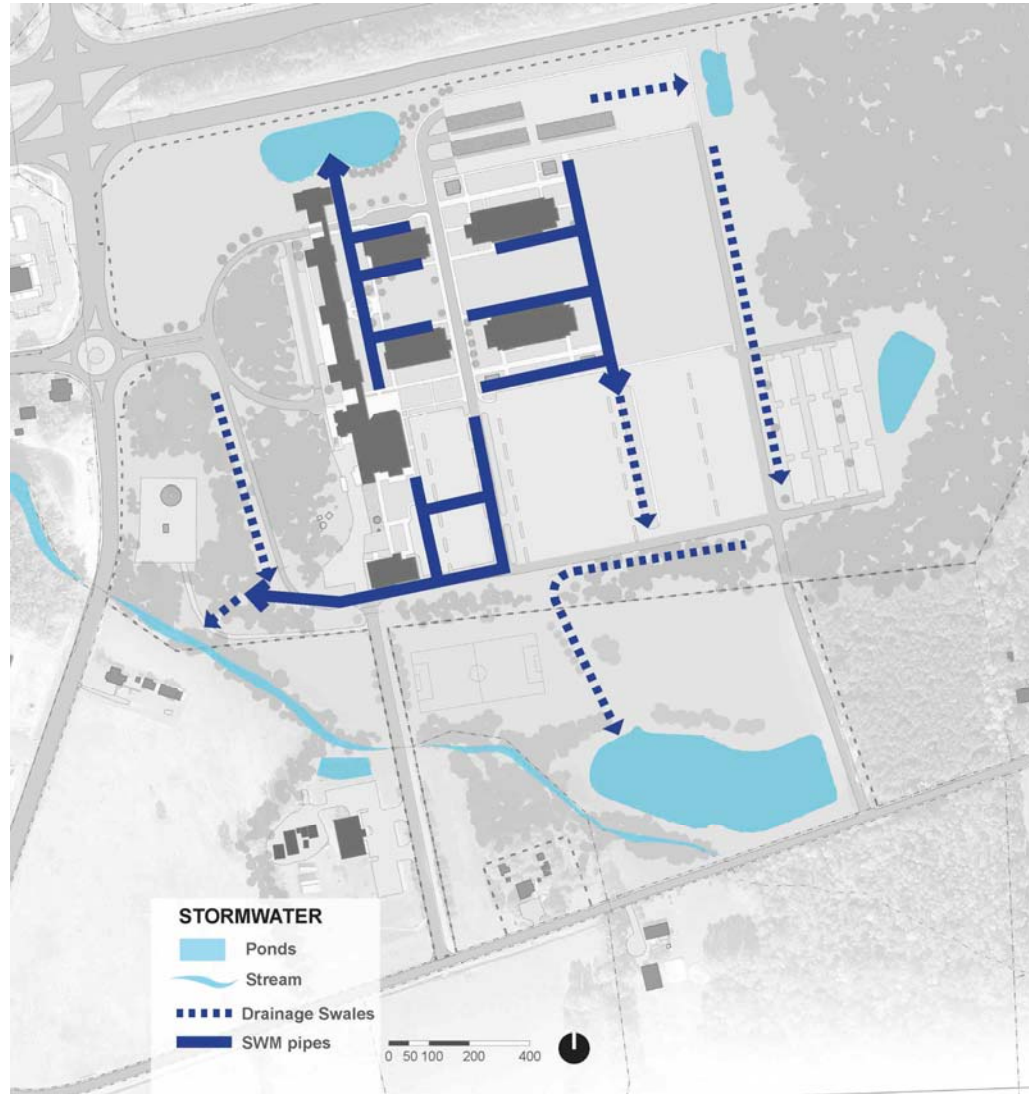 STORMWATER
Ponds
Stream
Drainage Swales
SWM pipes
0 50 100 200 400